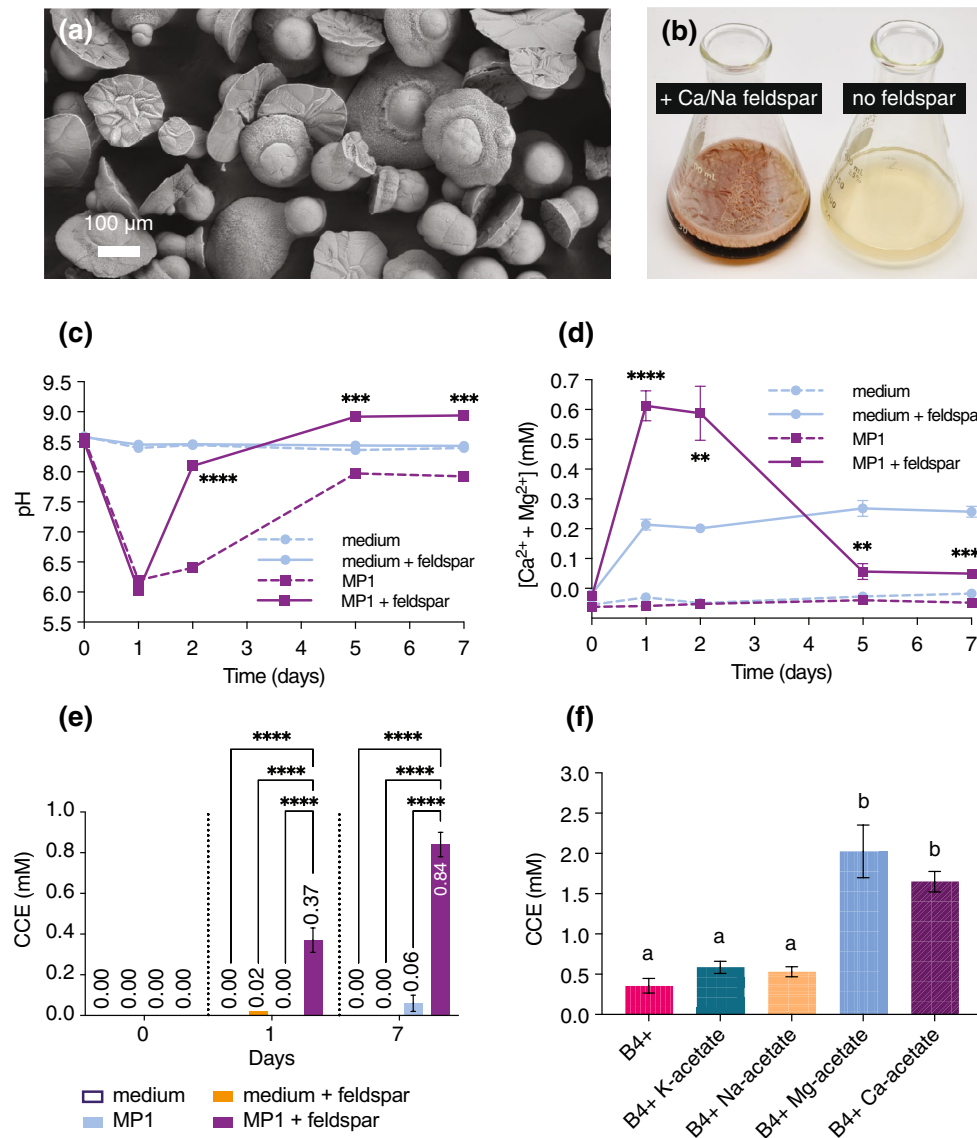 (a)
100 µm
(b)
+ Ca/Na feldspar
no feldspar
(c)
pH
9.0
8.5
8.0
7.5
7.0
6.5
6.0
5.5
***
***
****
medium
medium + feldspar
MP1
MP1 + feldspar
0 1 2 3 4 5 6 7
Time (days)
(d)
[Ca²⁺ + Mg²⁺] (mM)
0.7
0.6
0.5
0.4
0.3
0.2
0.1
0.0
****
**
**
***
medium
medium + feldspa
MP1
MP1 + feldspar
0 1 2 3 4 5 6 7
Time (days)
(e)
CCE (mM)
1.0
0.8
0.6
0.4
0.2
0.0
****
****
****
****
****
****
0.00 0.00 0.00 0.00
0.00 0.02 0.00 0.37
0.00 0.00 0.06 0.84
0 1 7
Days
medium
medium + feldspar
MP1
MP1 + feldspar
(f)
CCE (mM)
3.0
2.5
2.0
1.5
1.0
0.5
0.0
a a a b b
B4+
B4+ K-acetate
B4+ Na-acetate
B4+ Mg-acetate
B4+ Ca-acetate